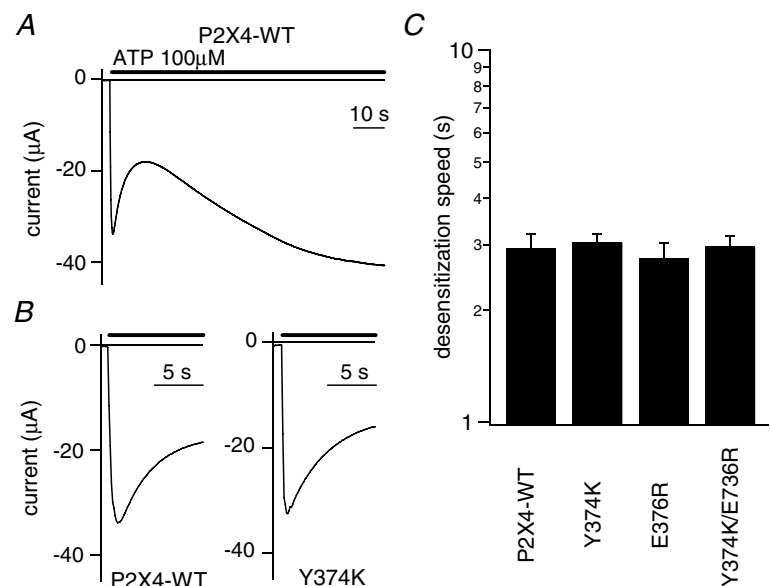 A
P2X4-WT
ATP 100μM
0
-20
-40
current (μA)
10 s
B
0
-20
-40
current (μA)
5 s
P2X4-WT
0
-20
-40
5 s
Y374K
C
desensitization speed (s)
10
9
8
7
6
5
4
3
2
1
P2X4-WT
Y374K
E376R
Y374K/E736R